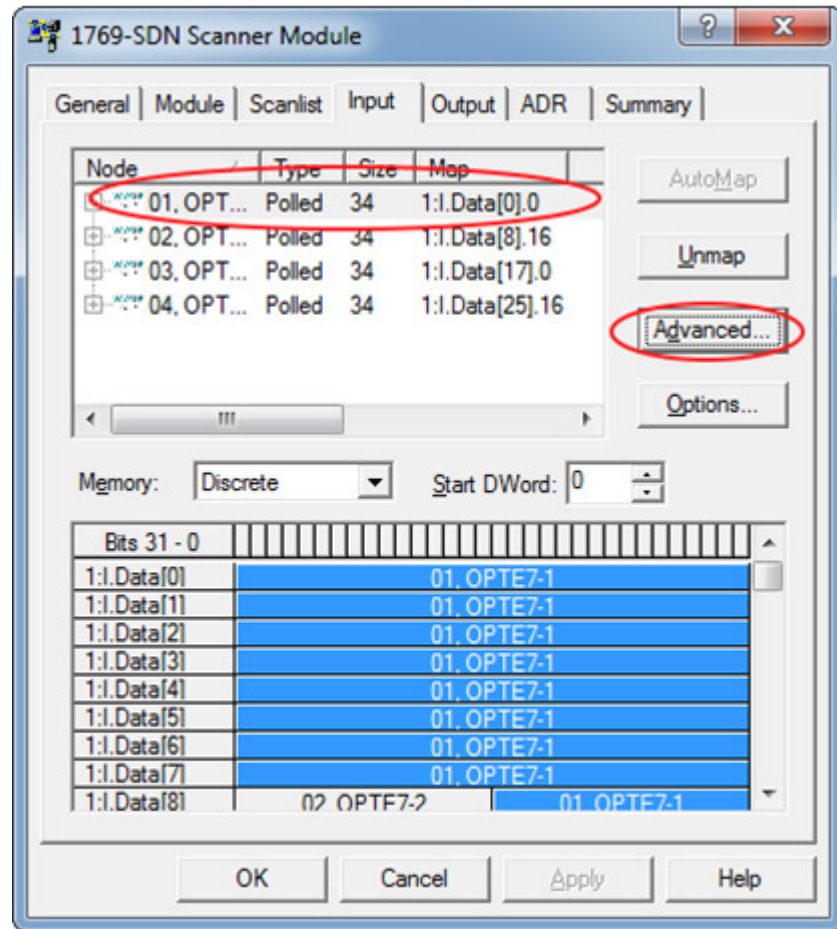 1769-SDN Scanner Module
General Module Scanlist Input Output ADR Summary
Node Type Size Map
01, OPT... Polled 34 1:I.Data[0].0
02, OPT... Polled 34 1:I.Data[8].16
03, OPT... Polled 34 1:I.Data[17].0
04, OPT... Polled 34 1:I.Data[25].16
AutoMap
Unmap
Advanced...
Options...
Memory: Discrete Start DWord: 0
Bits 31 - 0
1:I.Data[0] 01, OPTE7-1
1:I.Data[1] 01, OPTE7-1
1:I.Data[2] 01, OPTE7-1
1:I.Data[3] 01, OPTE7-1
1:I.Data[4] 01, OPTE7-1
1:I.Data[5] 01, OPTE7-1
1:I.Data[6] 01, OPTE7-1
1:I.Data[7] 01, OPTE7-1
1:I.Data[8] 02, OPTE7-2 01, OPTE7-1
OK Cancel Apply Help